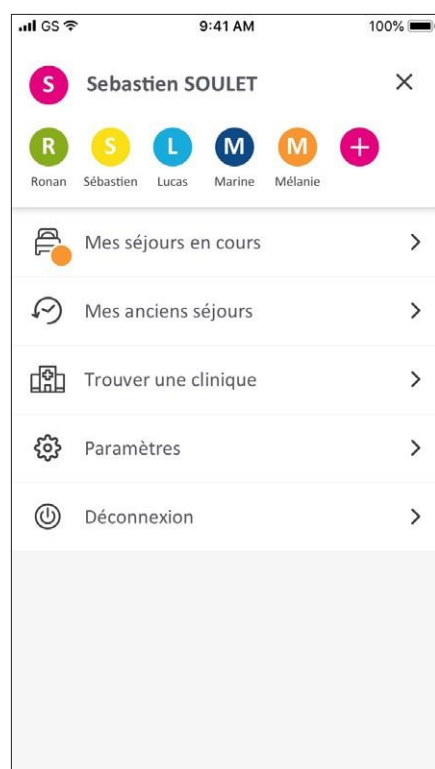 GS 9:41 AM 100%
S Sebastien SOULET
R S L M M
Ronan Sébastien Lucas Marine Mélanie
Mes séjours en cours
Mes anciens séjours
Trouver une clinique
Paramètres
Déconnexion